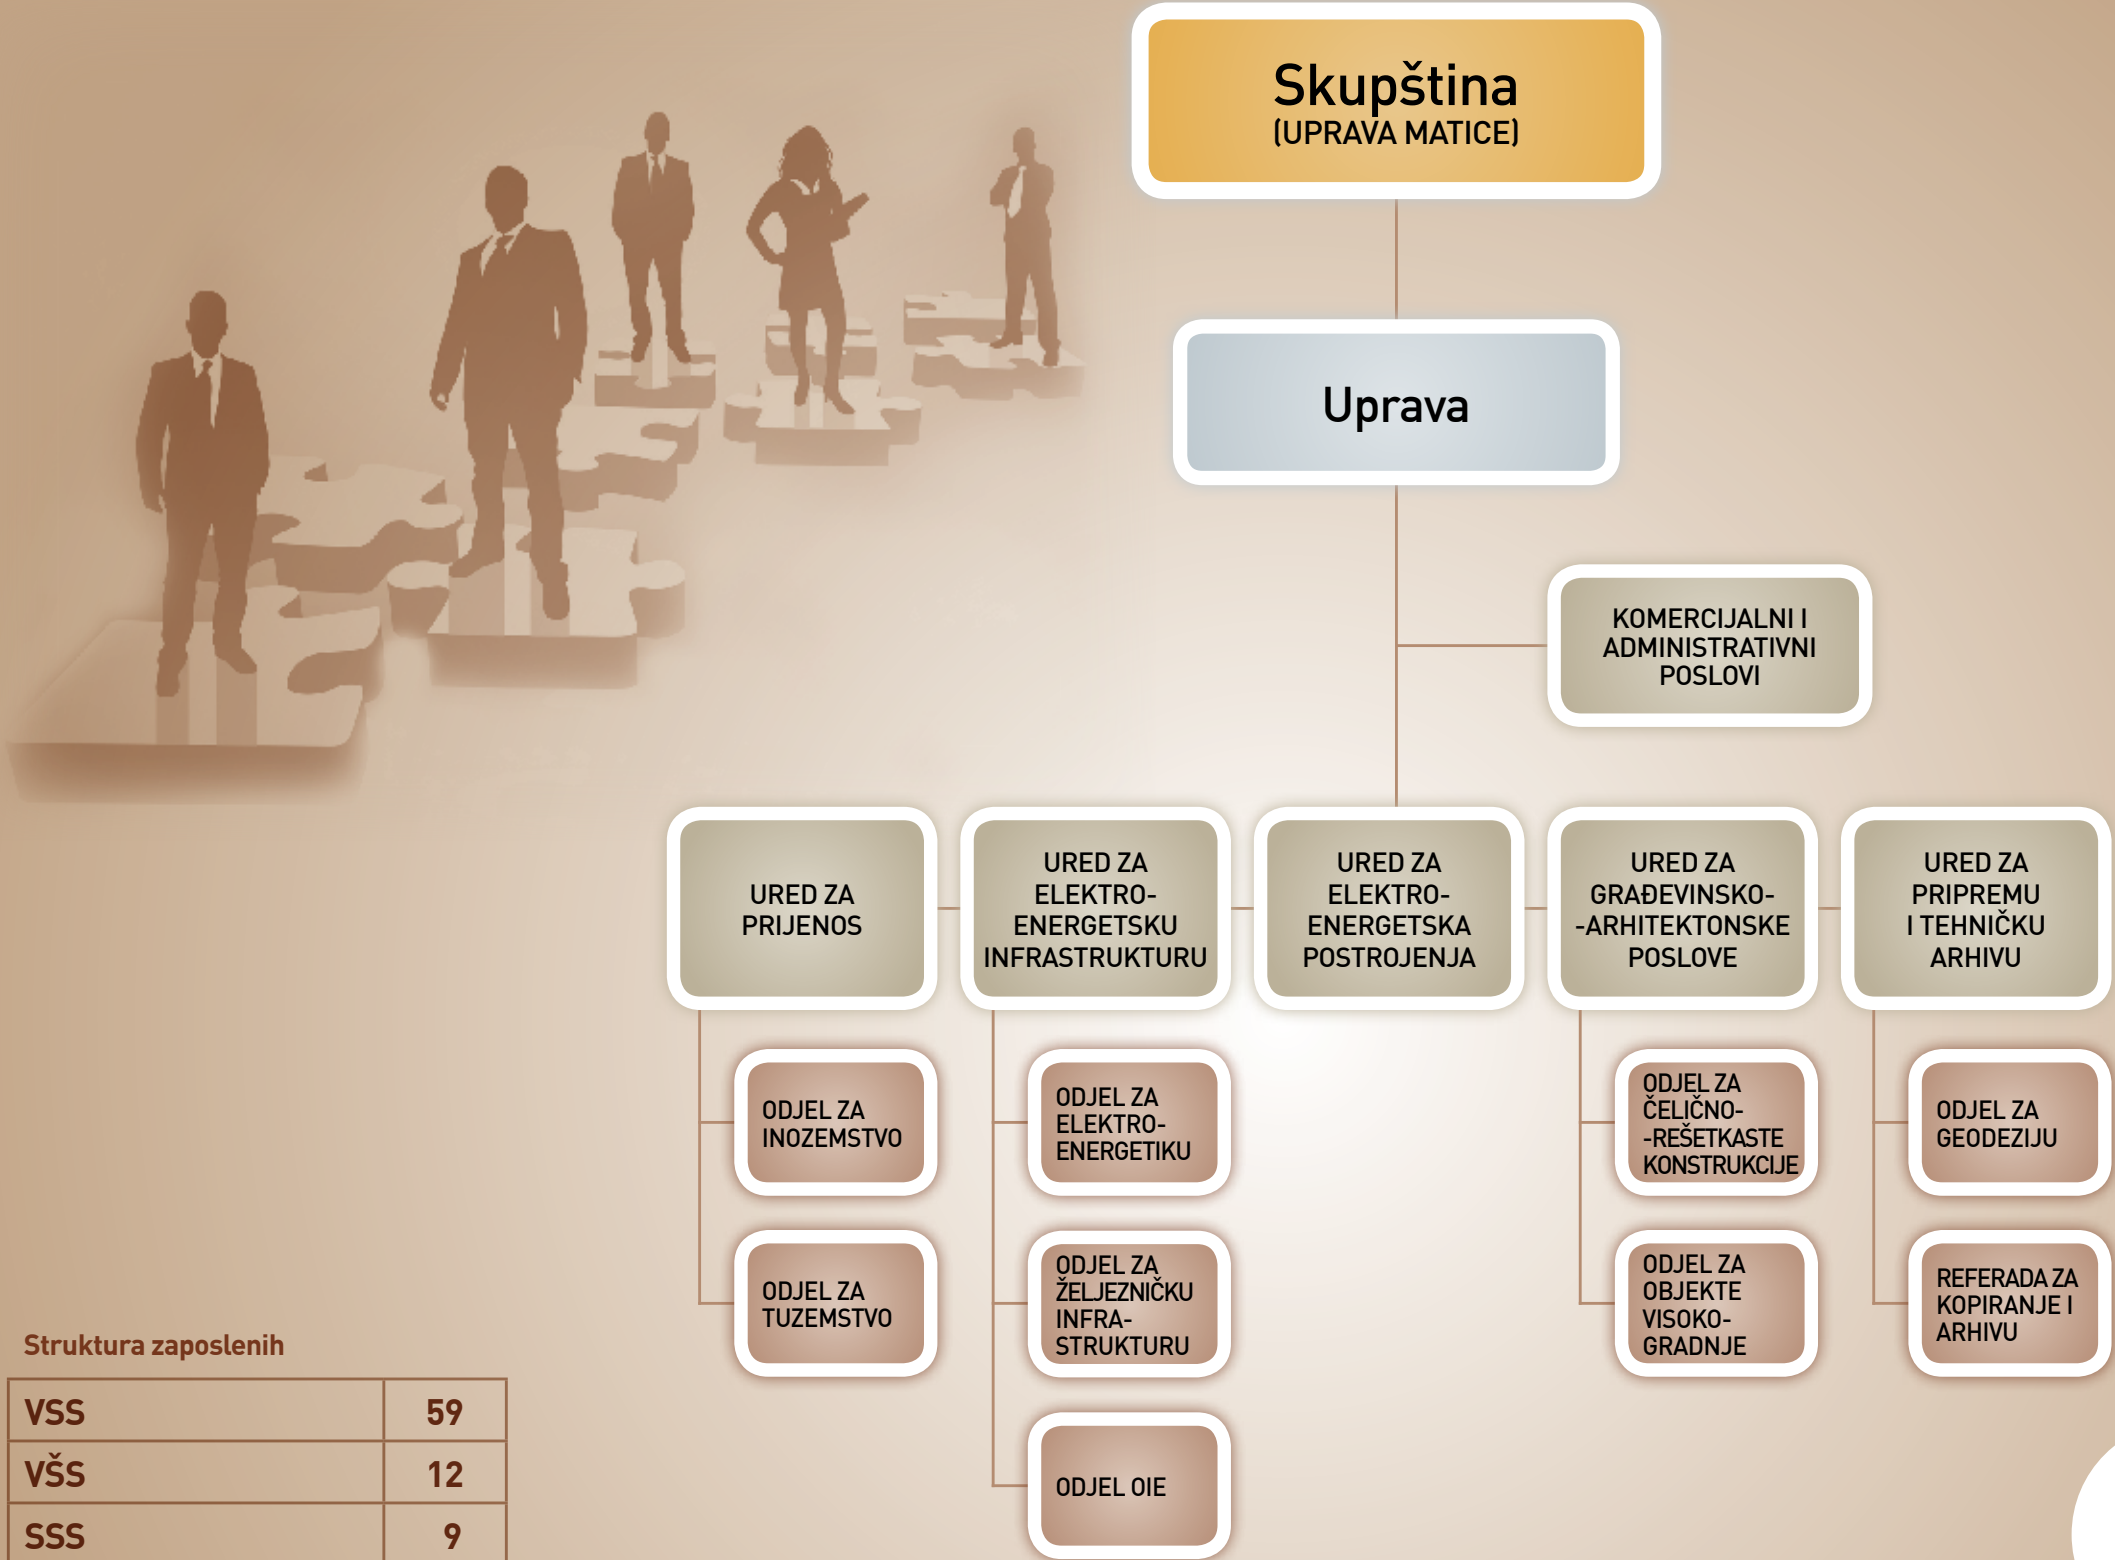 Skupština
(UPRAVA MATICE)
Uprava
KOMERCIJALNI I
ADMINISTRATIVNI
POSLOVI
URED ZA
PRIJENOS
URED ZA
ELEKTRO-
ENERGETSKU
INFRASTRUKTURU
URED ZA
ELEKTRO-
ENERGETSKA
POSTROJENJA
URED ZA
GRAĐEVINSKO-
-ARHITEKTONSKE
POSLOVE
URED ZA
PRIPREMU
I TEHNIČKU
ARHIVU
ODJEL ZA
INOZEMSTVO
ODJEL ZA
TUZEMSTVO
ODJEL ZA
ELEKTRO-
ENERGETIKU
ODJEL ZA
ŽELJEZNIČKU
INFRA-
STRUKTURU
ODJEL OIE
ODJEL ZA
ČELIČNO-
-REŠETKASTE
KONSTRUKCIJE
ODJEL ZA
OBJEKTE
VISOKO-
GRADNJE
ODJEL ZA
GEODEZIJU
REFERADA ZA
KOPIRANJE I
ARHIVU
Struktura zaposlenih
VSS 59
VŠS 12
SSS 9